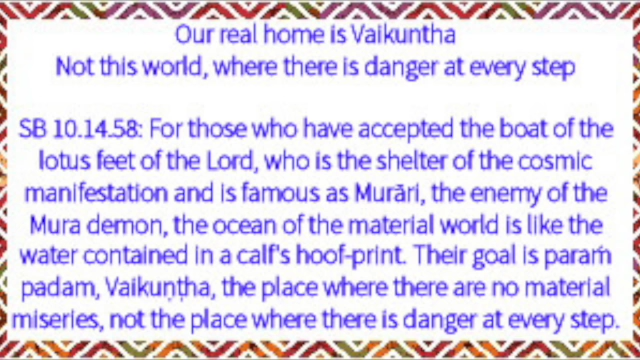 Our real home is Vaikuntha
Not this world, where there is danger at every step
SB 10.14.58: For those who have accepted the boat of the
lotus feet of the Lord, who is the shelter of the cosmic
manifestation and is famous as Murāri, the enemy of the
Mura demon, the ocean of the material world is like the
water contained in a calf's hoof-print. Their goal is paraṁ
padam, Vaikuṇṭha, the place where there are no material
miseries, not the place where there is danger at every step.